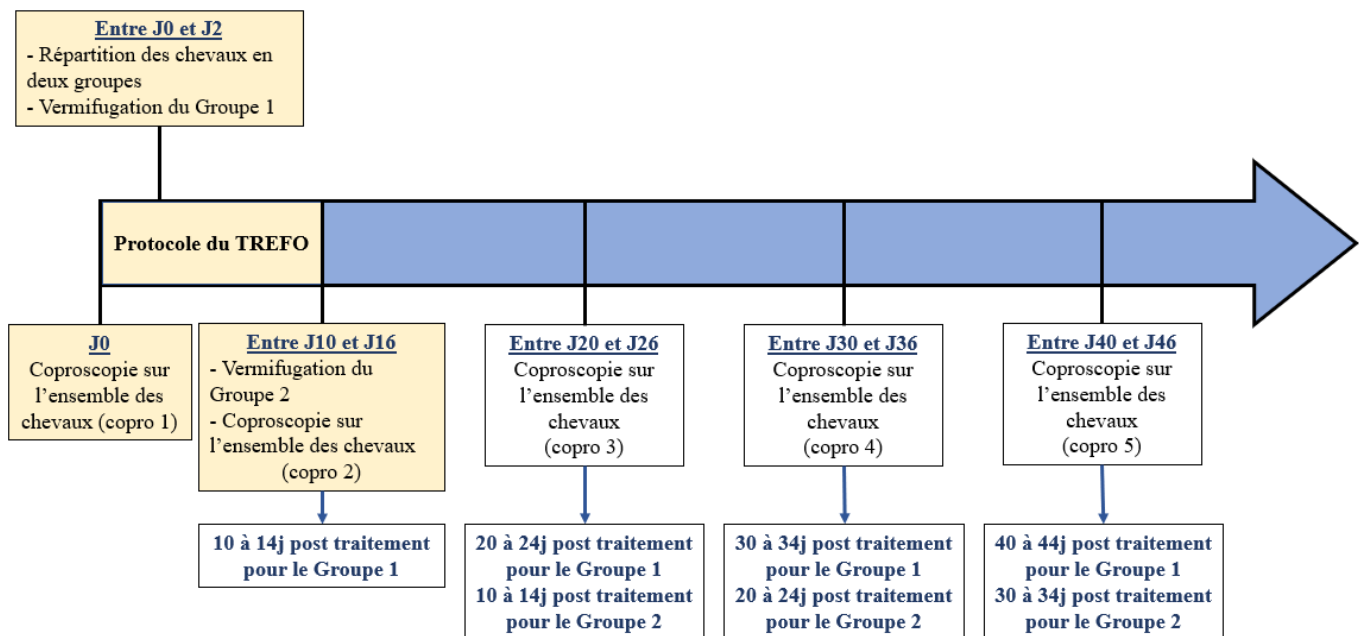 Entre J0 et J2
- Répartition des chevaux en
deux groupes
- Vermifugation du Groupe 1
Protocole du TREFO
J0
Coproscopie sur
l'ensemble des
chevaux (copro 1)
Entre J10 et J16
- Vermifugation du
Groupe 2
- Coproscopie sur
l'ensemble des chevaux
(copro 2)
Entre J20 et J26
Coproscopie sur
l'ensemble des
chevaux
(copro 3)
Entre J30 et J36
Coproscopie sur
l'ensemble des
chevaux
(copro 4)
Entre J40 et J46
Coproscopie sur
l'ensemble des
chevaux
(copro 5)
10 à 14j post traitement
pour le Groupe 1
20 à 24j post traitement
pour le Groupe 1
10 à 14j post traitement
pour le Groupe 2
30 à 34j post traitement
pour le Groupe 1
20 à 24j post traitement
pour le Groupe 2
40 à 44j post traitement
pour le Groupe 1
30 à 34j post traitement
pour le Groupe 2